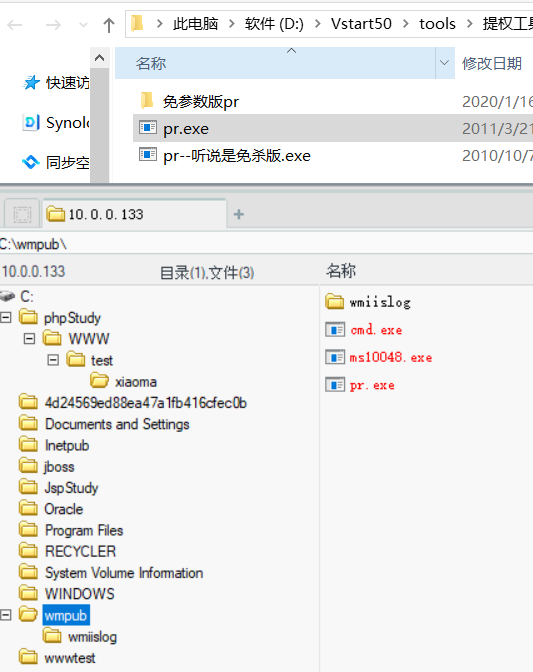 此电脑 软件 (D:) Vstart50 tools 提权工具
名称 修改日期
快速访
免参数版pr 2020/1/16
Synolo
pr.exe 2011/3/21
同步空
pr--听说是免杀版.exe 2010/10/7
10.0.0.133
C:\wmpub\
10.0.0.133 目录(1),文件(3) 名称
C:
phpStudy
WWW
test
xiaoma
4d24569ed88ea47a1fb416cfec0b
Documents and Settings
Inetpub
jboss
JspStudy
Oracle
Program Files
RECYCLER
System Volume Information
WINDOWS
wmpub
wmiislog
wwwtest
wmiislog
cmd.exe
ms10048.exe
pr.exe